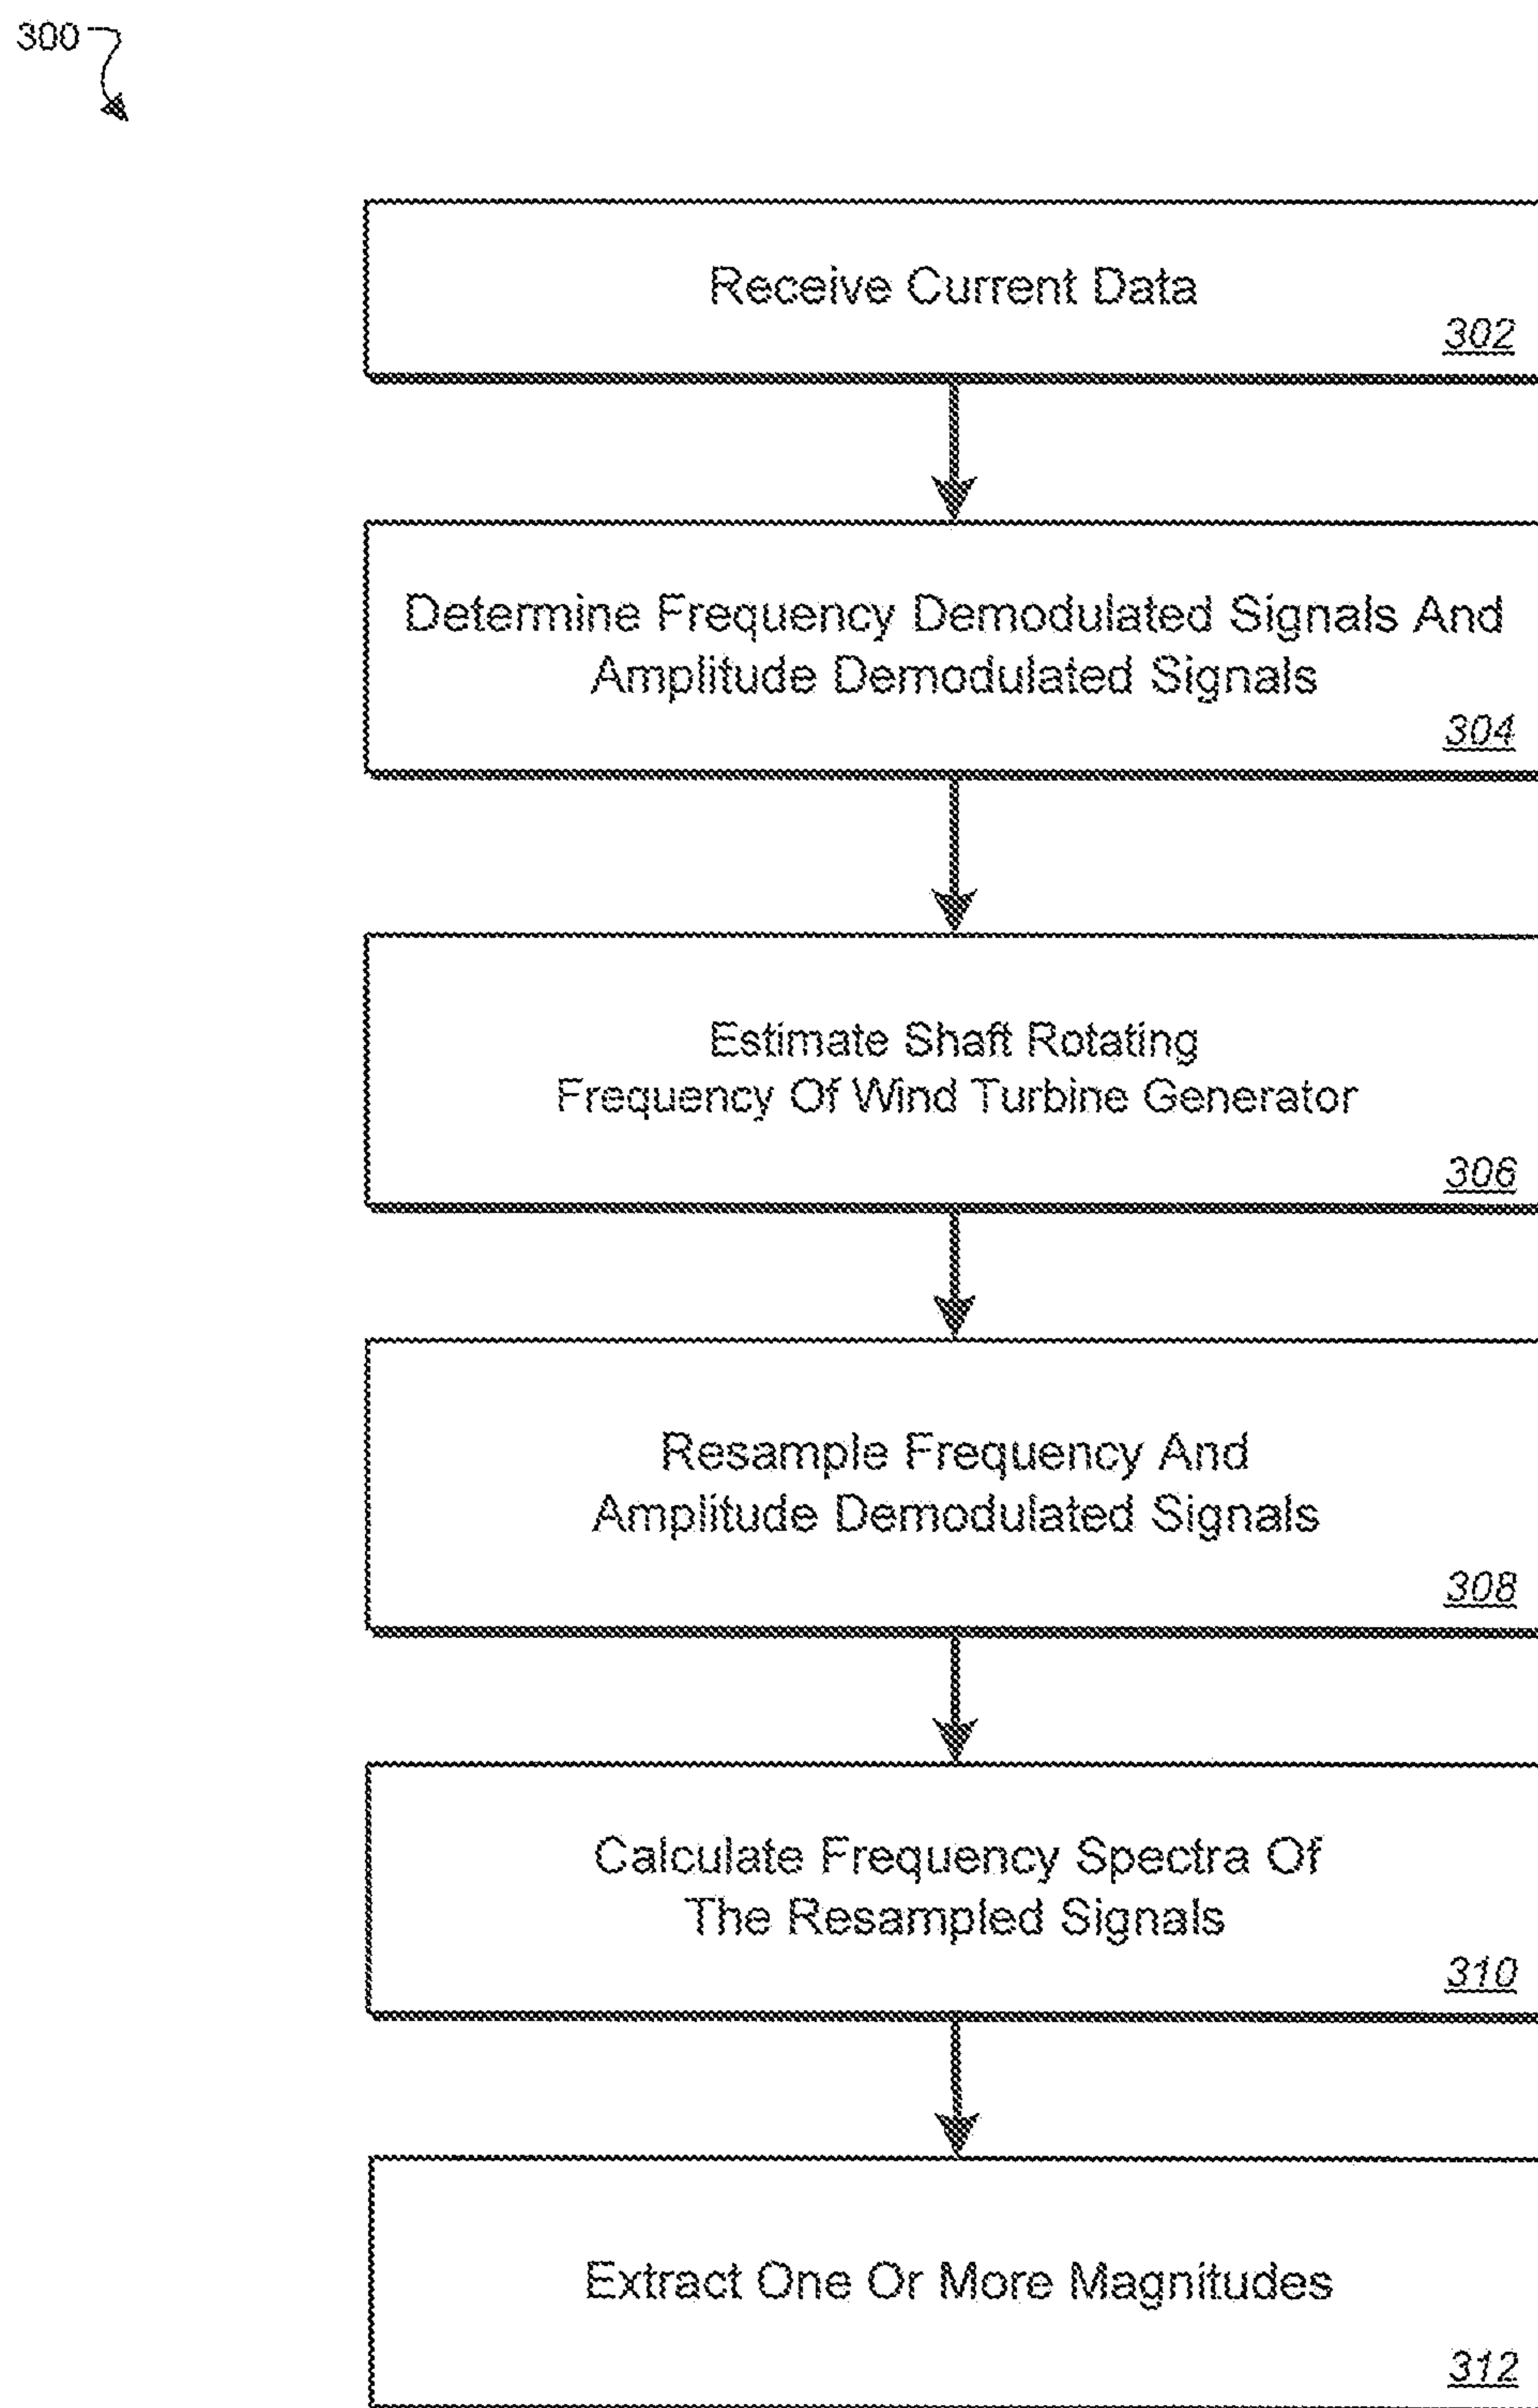 300
Receive Current Data
302
Determine Frequency Demodulated Signals And
Amplitude Demodulated Signals
304
Estimate Shaft Rotating
Frequency Of Wind Turbine Generator
306
Resample Frequency And
Amplitude Demodulated Signals
308
Calculate Frequency Spectra Of
The Resampled Signals
310
Extract One Or More Magnitudes
312